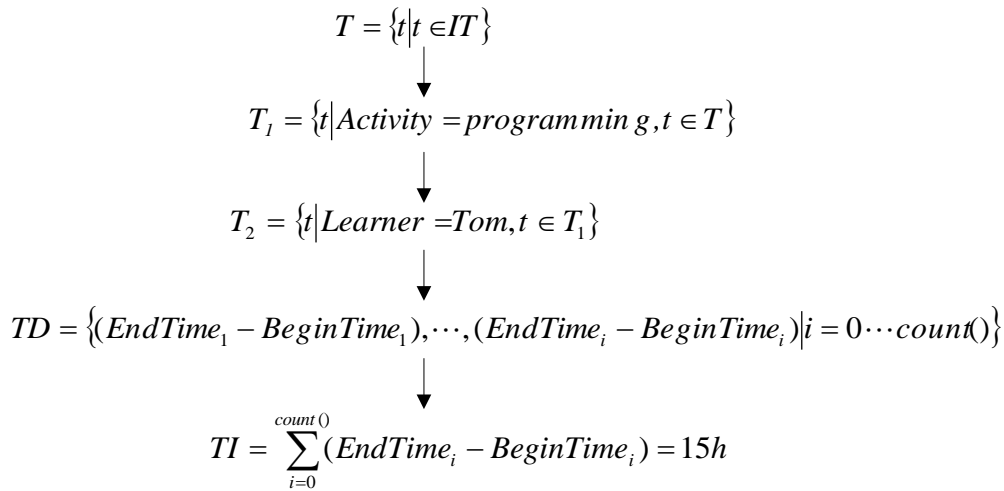 T = {t|t ∈ IT}
T₁ = {t|Activity = programmin g, t ∈ T}
T₂ = {t|Learner = Tom, t ∈ T₁}
TD = {(EndTime₁ − BeginTime₁), ⋯, (EndTimeᵢ − BeginTimeᵢ)|i = 0 ⋯ count()}
count()
TI = ∑(EndTimeᵢ − BeginTimeᵢ) = 15h
i=0